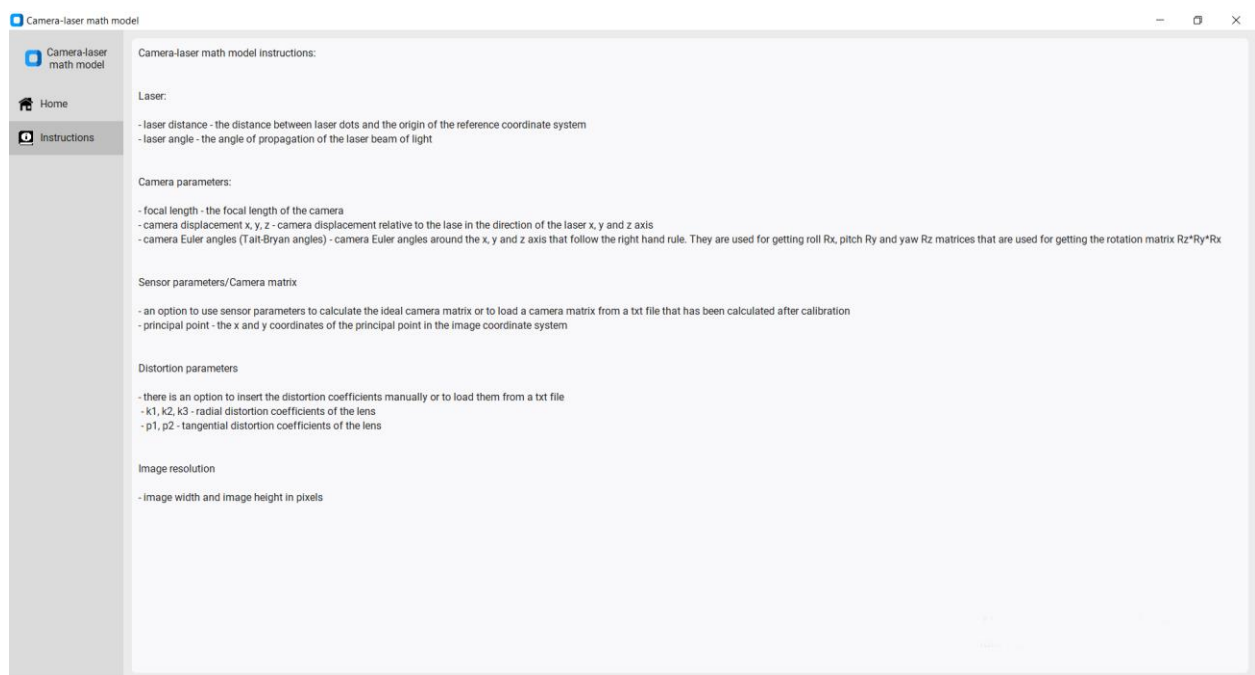 Camera-laser math model
Camera-laser
math model
Home
Instructions
Camera-laser math model instructions:
Laser:
- laser distance - the distance between laser dots and the origin of the reference coordinate system
- laser angle - the angle of propagation of the laser beam of light
Camera parameters:
- focal length - the focal length of the camera
- camera displacement x, y, z - camera displacement relative to the lase in the direction of the laser x, y and z axis
- camera Euler angles (Tait-Bryan angles) - camera Euler angles around the x, y and z axis that follow the right hand rule. They are used for getting roll Rx, pitch Ry and yaw Rz matrices that are used for getting the rotation matrix Rz*Ry*Rx
Sensor parameters/Camera matrix
- an option to use sensor parameters to calculate the ideal camera matrix or to load a camera matrix from a txt file that has been calculated after calibration
- principal point - the x and y coordinates of the principal point in the image coordinate system
Distortion parameters
- there is an option to insert the distortion coefficients manually or to load them from a txt file
- k1, k2, k3 - radial distortion coefficients of the lens
- p1, p2 - tangential distortion coefficients of the lens
Image resolution
- image width and image height in pixels